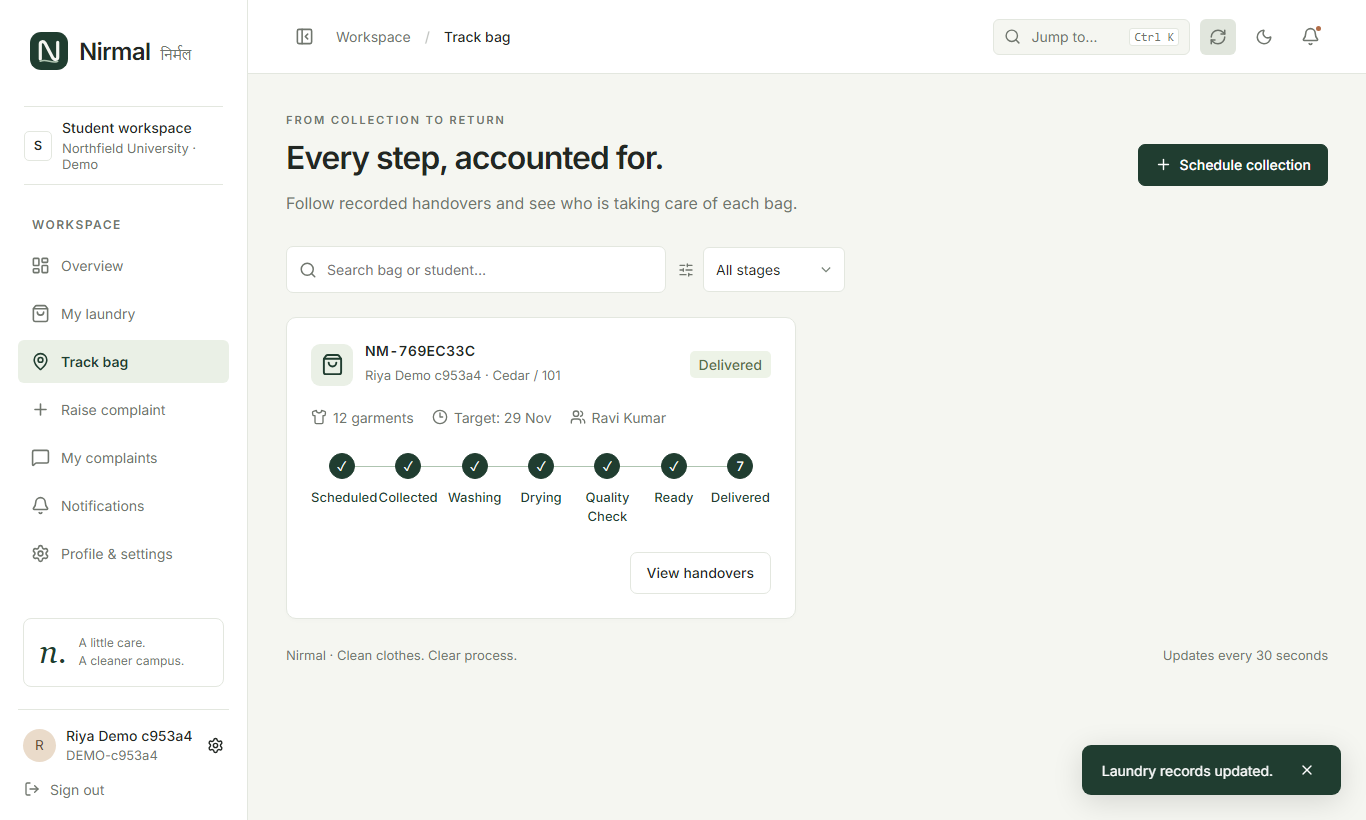 Nirmal निर्मल
Student workspace
S
Northfield University ·
Demo
WORKSPACE
Overview
My laundry
Track bag
Raise complaint
My complaints
Notifications
Profile & settings
n.
A little care.
A cleaner campus.
R
Riya Demo c953a4
DEMO-c953a4
Sign out
Workspace / Track bag
Jump to... Ctrl K
FROM COLLECTION TO RETURN
Every step, accounted for.
Follow recorded handovers and see who is taking care of each bag.
+ Schedule collection
Search bag or student...
All stages
NM-769EC33C
Riya Demo c953a4 · Cedar / 101
Delivered
12 garments Target: 29 Nov Ravi Kumar
✓ ✓ ✓ ✓ ✓ ✓ 7
Scheduled Collected Washing Drying Quality Ready Delivered
Check
View handovers
Nirmal · Clean clothes. Clear process.
Updates every 30 seconds
Laundry records updated.